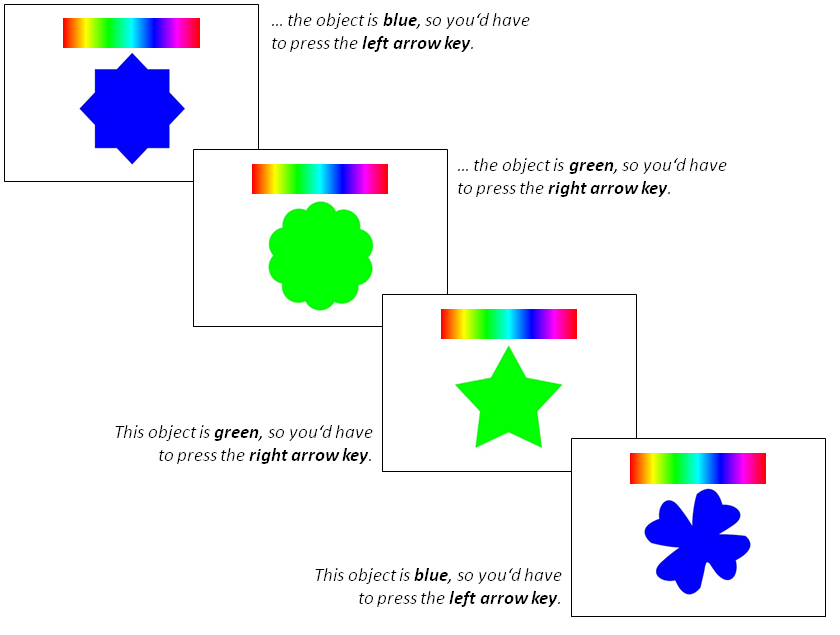 … the object is blue, so you‘d have
to press the left arrow key.
… the object is green, so you‘d have
to press the right arrow key.
This object is green, so you‘d have
to press the right arrow key.
This object is blue, so you‘d have
to press the left arrow key.